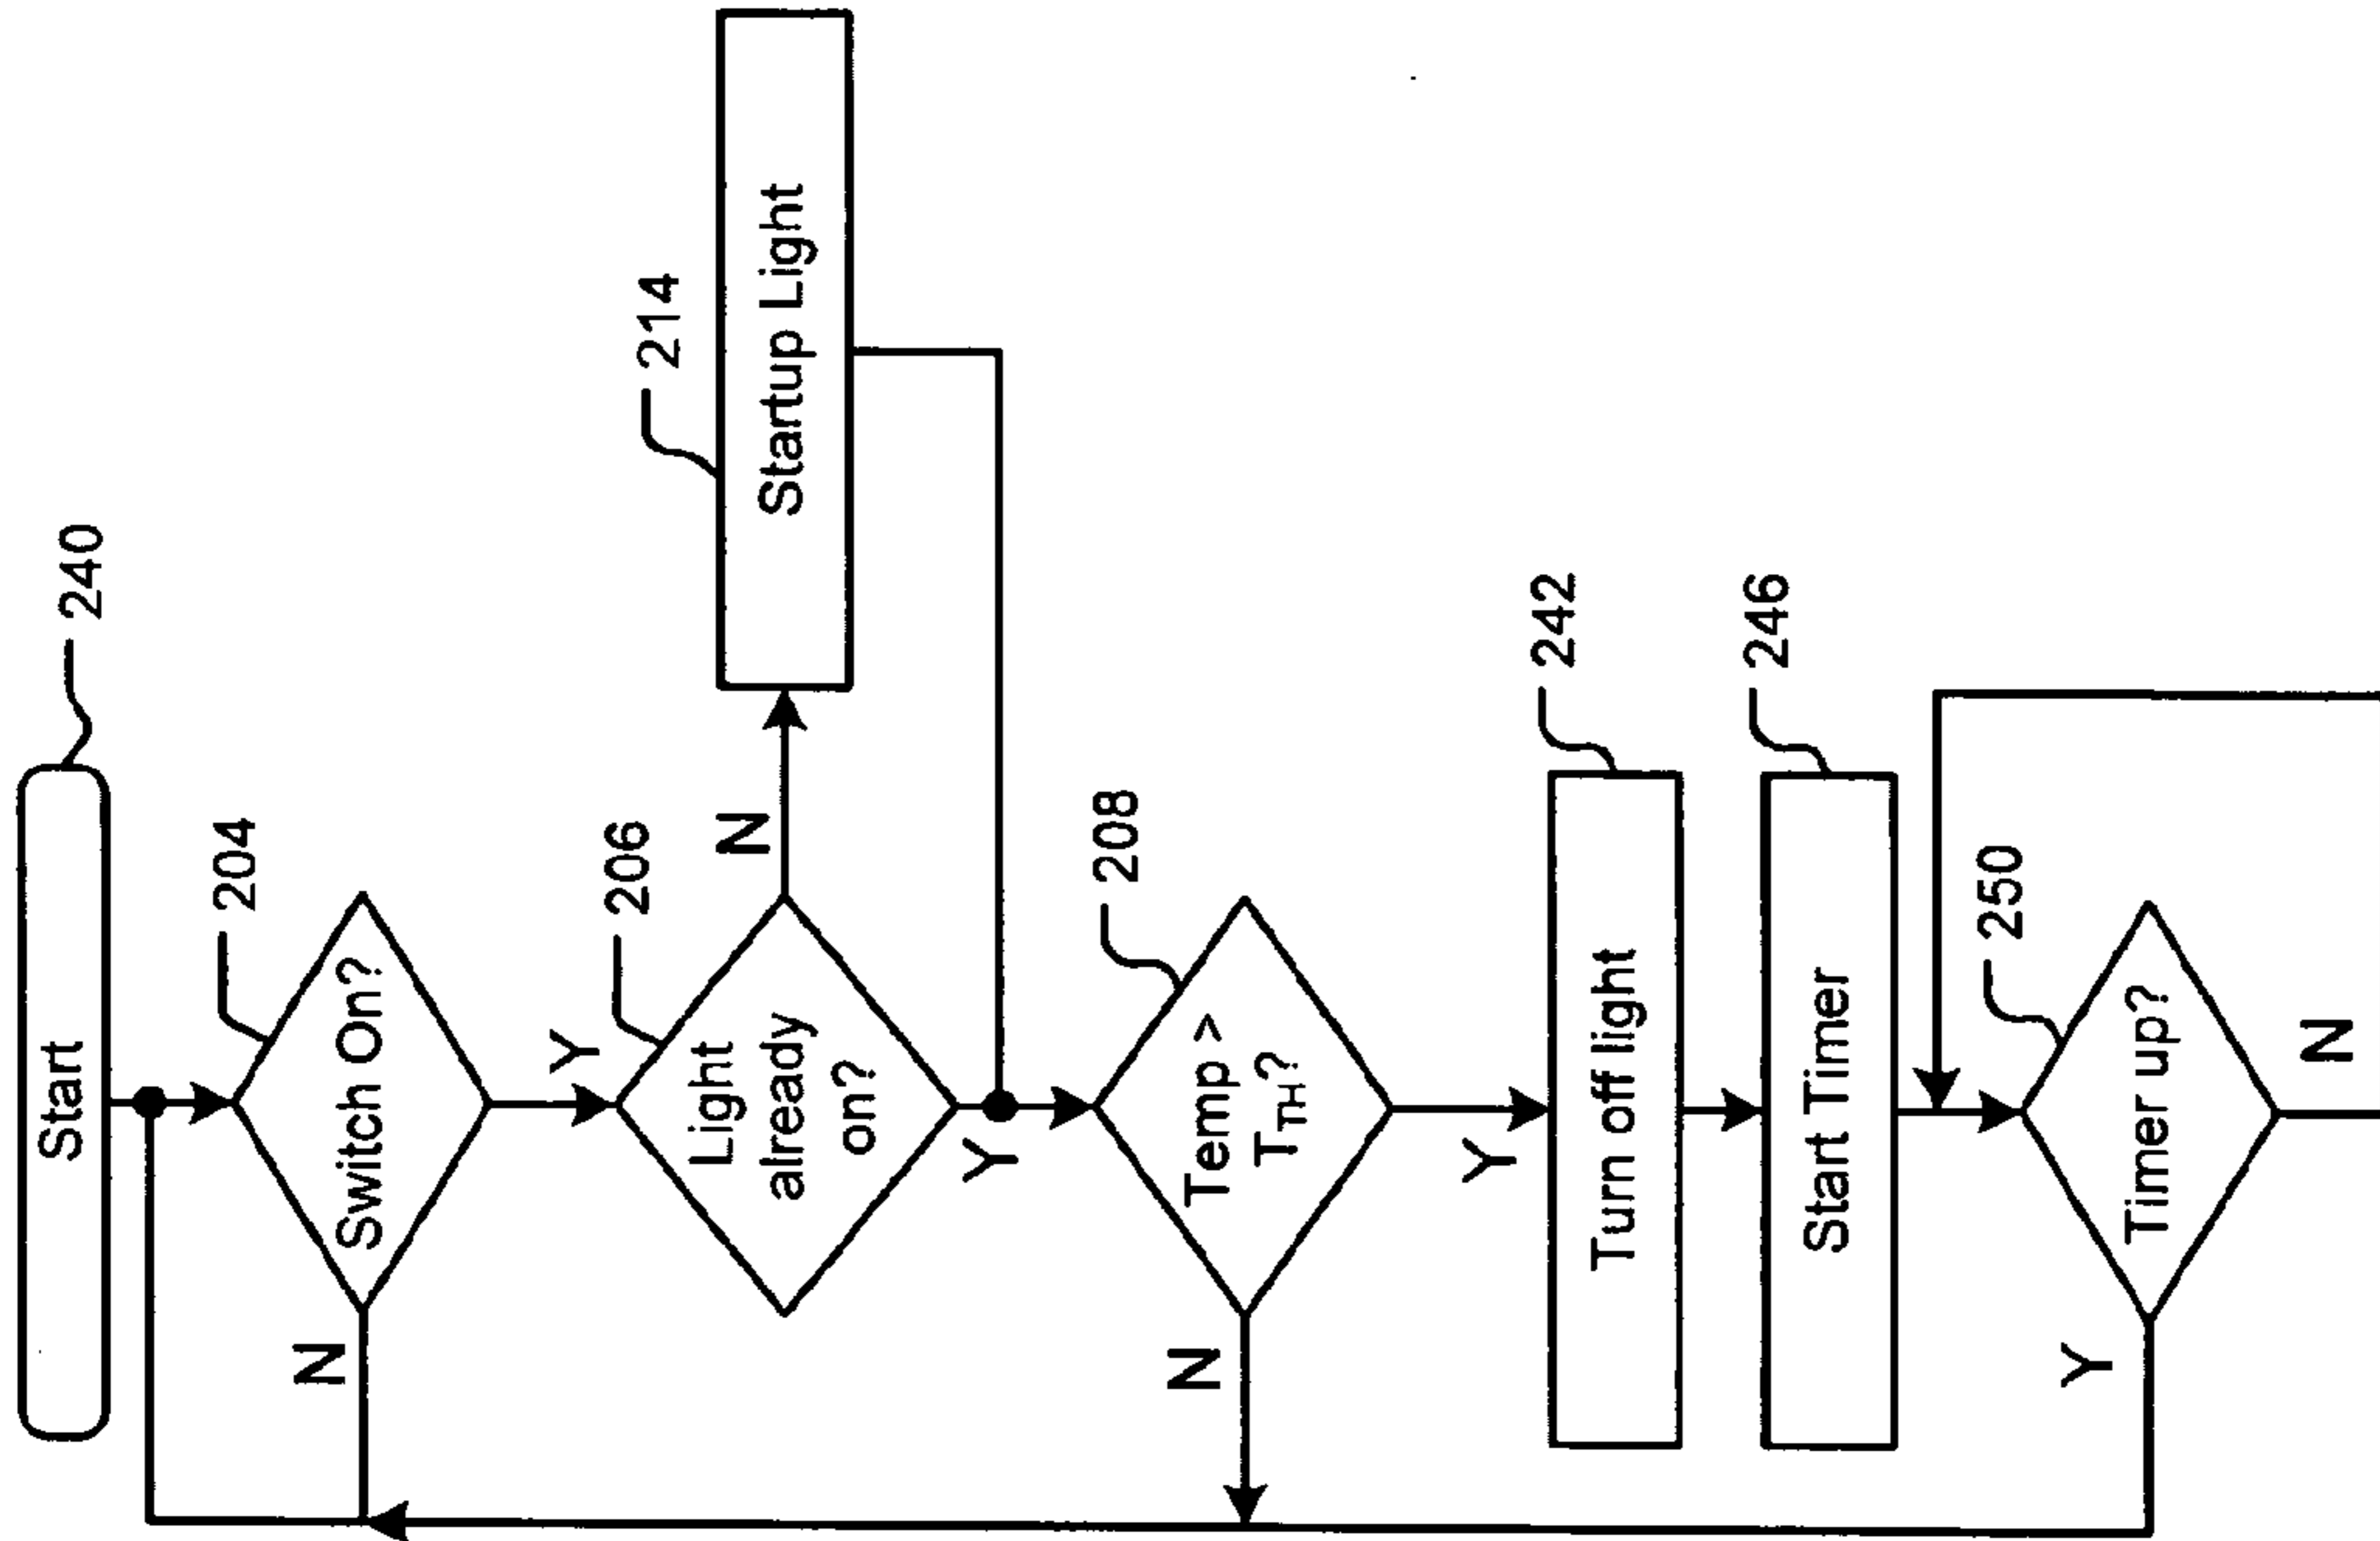 Start
240
204
Switch On?
N
Y
206
Light
already
on?
N
214
Startup Light
Y
208
Temp >
TTH?
N
Y
242
Turn off light
246
Start Timer
250
Timer up?
Y
N